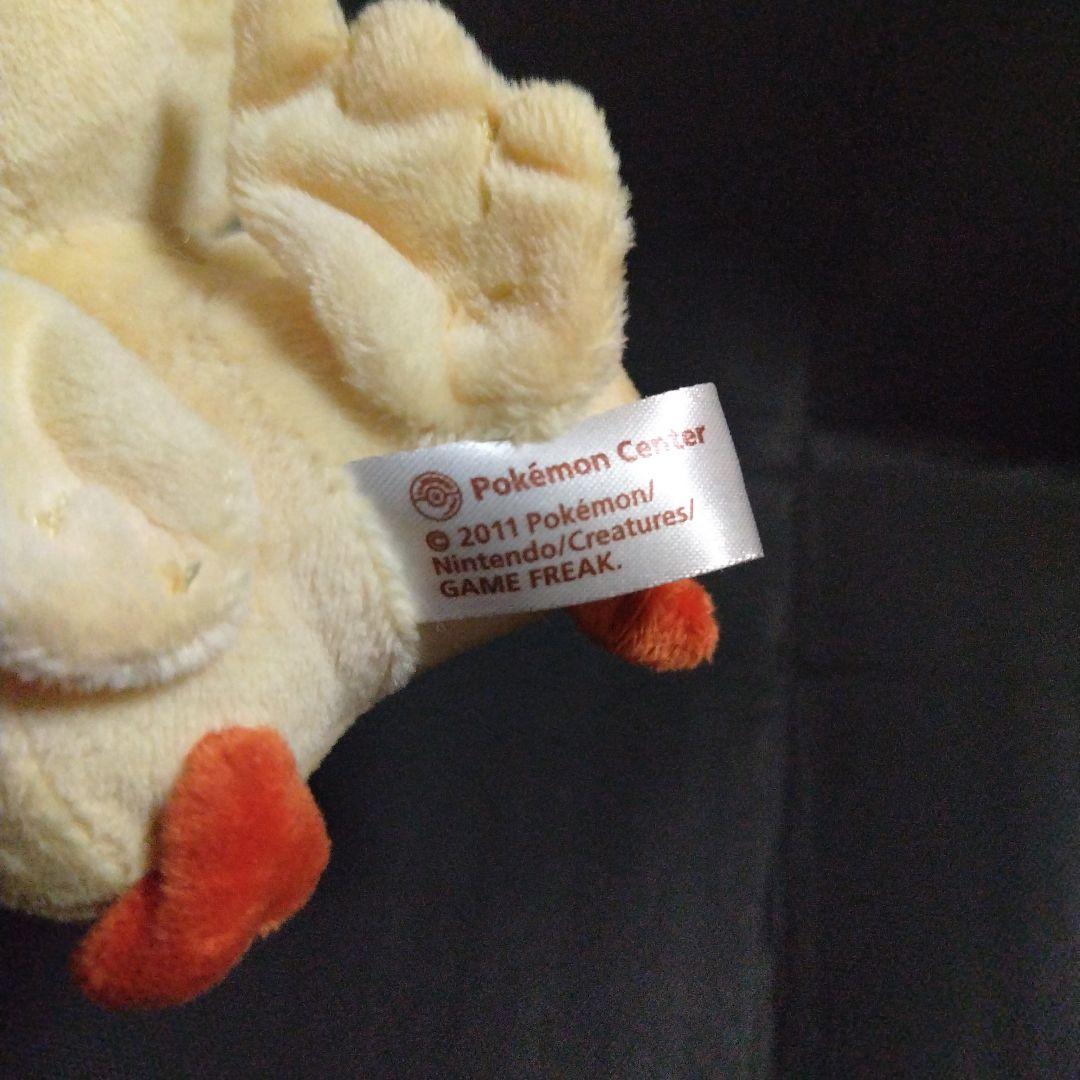 Pokémon Center
© 2011 Pokémon/
Nintendo/Creatures/
GAME FREAK.